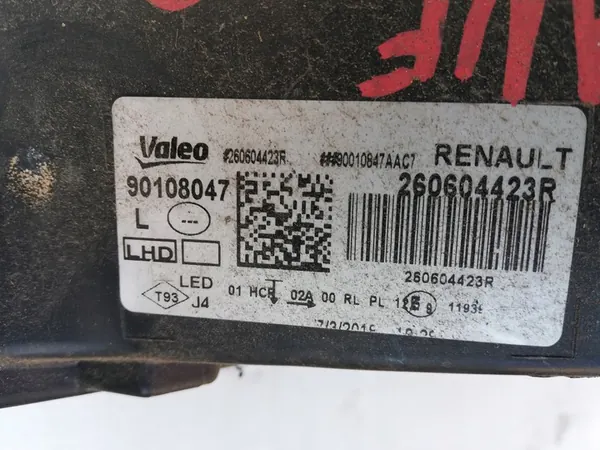 Valeo #260604423R ###90010847AAC7 RENAULT
90108047 260604423R
L ---
LHD 260604423R
T93 LED 01 HCR 02A 00 RL PL
J4